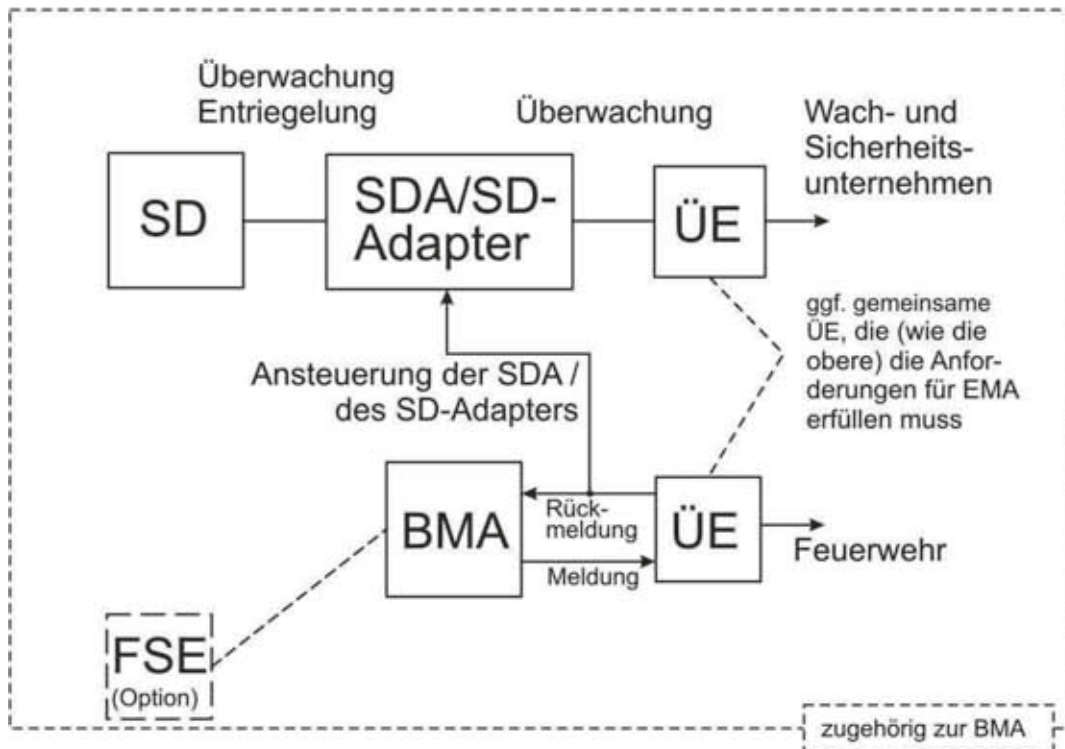 Überwachung
Entriegelung
Überwachung
Wach- und
Sicherheits-
unternehmen
SD
SDA/SD-
Adapter
ÜE
ggf. gemeinsame
ÜE, die (wie die
obere) die Anfor-
derungen für EMA
erfüllen muss
Ansteuerung der SDA /
des SD-Adapters
BMA
Rück-
meldung
Meldung
ÜE
Feuerwehr
FSE
(Option)
zugehörig zur BMA